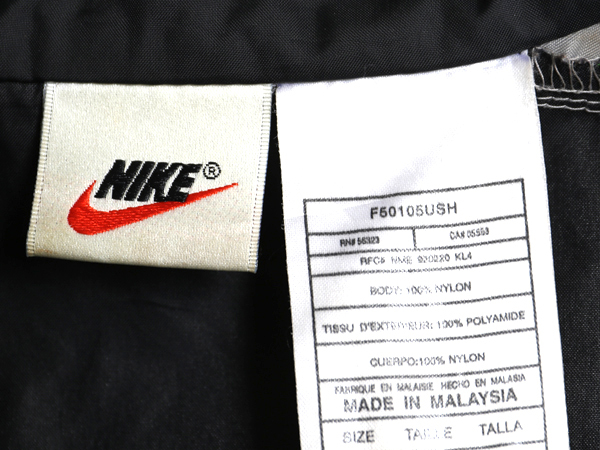 NIKE®
F50105USH
RN# 56323 CA# 05553
RFC# NME 970220 KL4
BODY: 100% NYLON
TISSU D'EXTERIEUR: 100% POLYAMIDE
CUERPO:100% NYLON
FABRIQUE EN MALAISIE HECHO EN MALASIA
MADE IN MALAYSIA
SIZE TAILLE TALLA